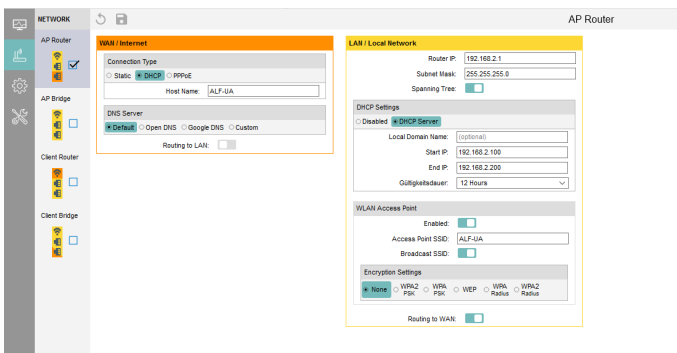 NETWORK
AP Router
AP Router
AP Bridge
Client Router
Client Bridge
WAN / Internet
Connection Type
Static DHCP PPPoE
Host Name: ALF-UA
DNS Server
Default Open DNS Google DNS Custom
Routing to LAN:
LAN / Local Network
Router IP: 192.168.2.1
Subnet Mask: 255.255.255.0
Spanning Tree:
DHCP Settings
Disabled DHCP Server
Local Domain Name: (optional)
Start IP: 192.168.2.100
End IP: 192.168.2.200
Gültigkeitsdauer: 12 Hours
WLAN Access Point
Enabled:
Access Point SSID: ALF-UA
Broadcast SSID:
Encryption Settings
None WPA2 PSK WPA PSK WEP WPA Radius WPA2 Radius
Routing to WAN: